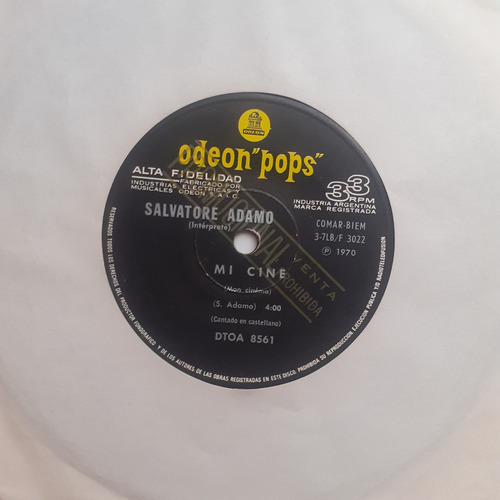 ODEON
odeon "pops"
ALTA FIDELIDAD
FABRICADO POR
INDUSTRIAS ELECTRICAS Y
MUSICALES ODEON S.A.I.C.
33 RPM
INDUSTRIA ARGENTINA
MARCA REGISTRADA
SALVATORE ADAMO
(Intérprete)
COMAR-BIEM
3-7LB/F 3022
℗ 1970
VENTA
PROHIBIDA
MI CINE
(Mon cinéma)
(S. Adamo) 4:00
(Cantado en castellano)
DTOA 8561
RESERVADOS TODOS LOS DERECHOS DEL PRODUCTOR FONOGRAFICO Y DE LOS AUTORES DE LAS OBRAS REGISTRADAS EN ESTE DISCO. PROHIBIDA SU REPRODUCCION, EJECUCION PUBLICA Y/O RADIOTELEDIFUSION